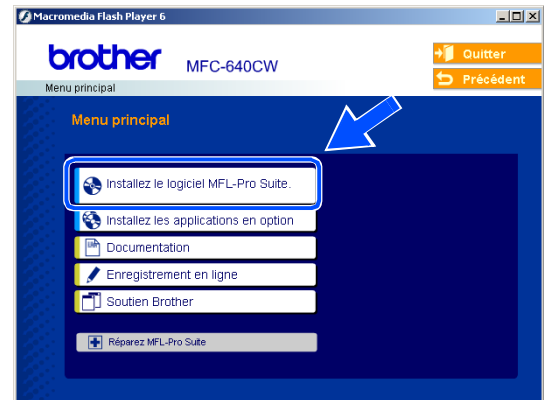 Macromedia Flash Player 6
brother
MFC-640CW
Quitter
Précédent
Menu principal
Menu principal
Installez le logiciel MFL-Pro Suite.
Installez les applications en option
Documentation
Enregistrement en ligne
Soutien Brother
Réparez MFL-Pro Suite